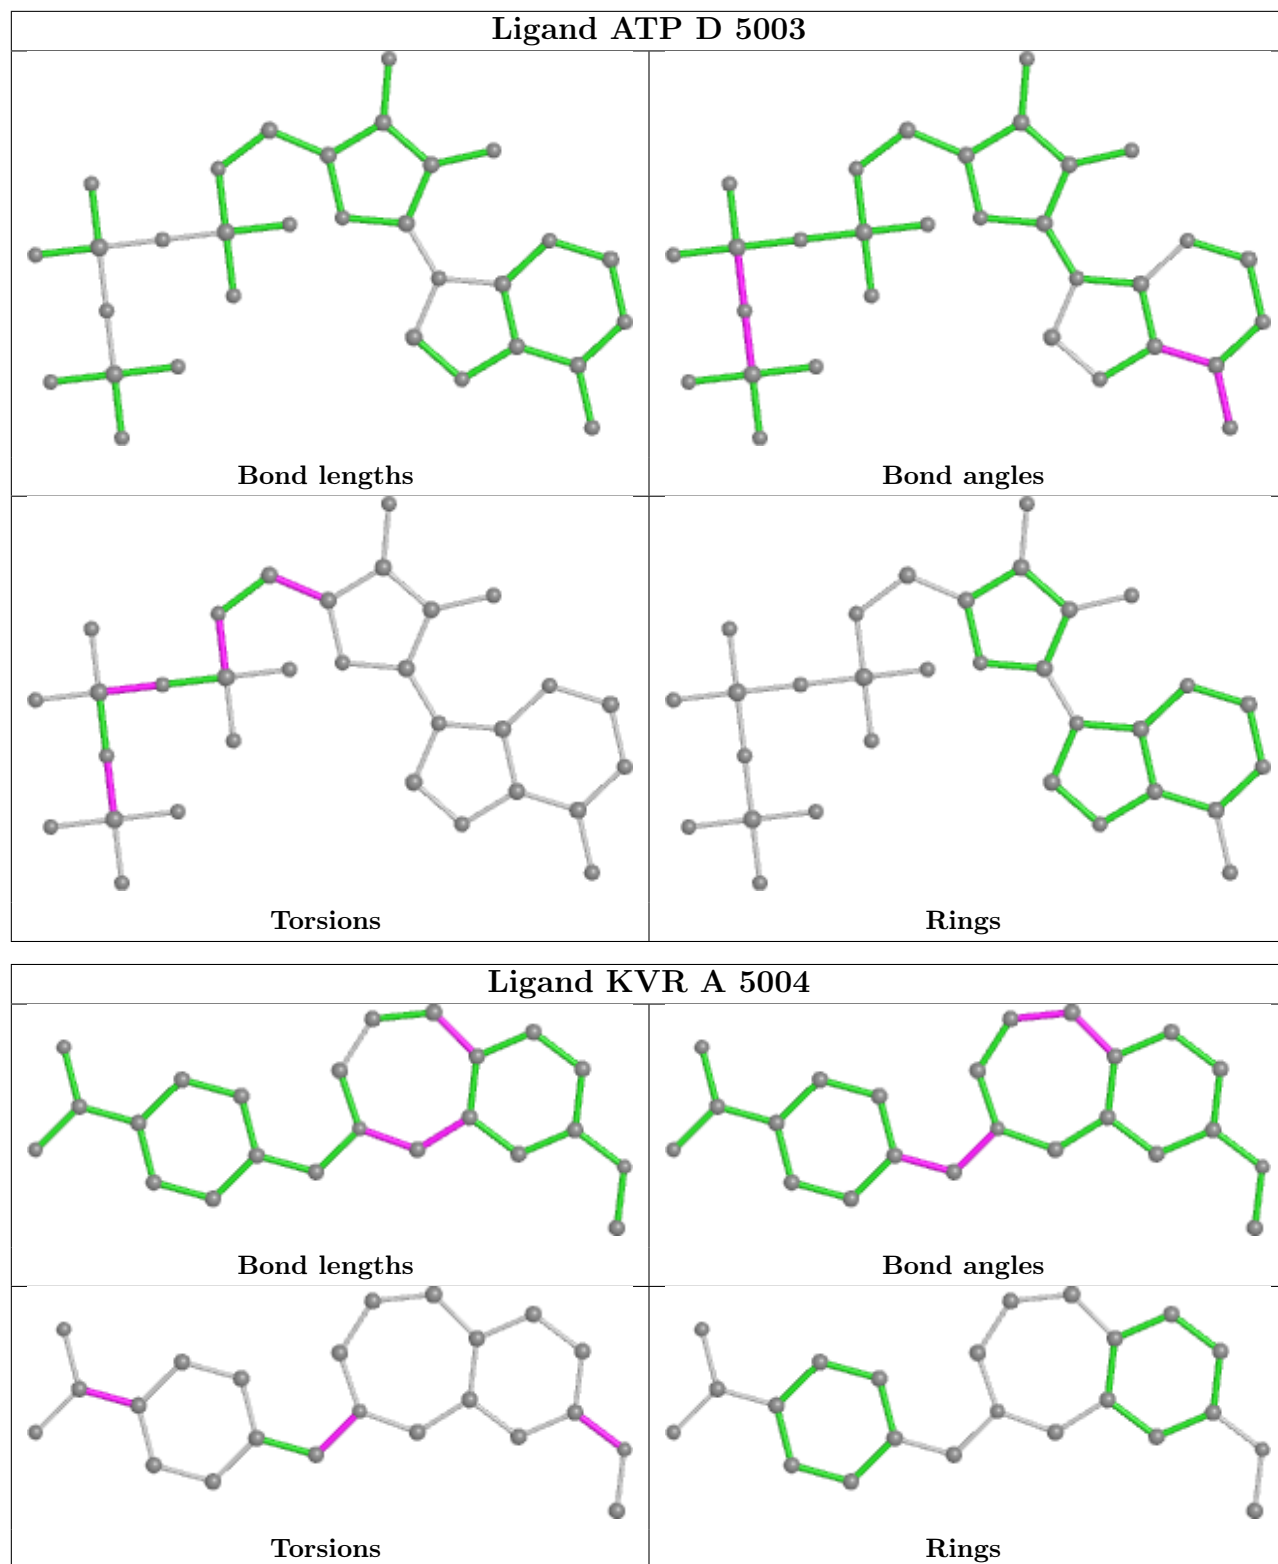 Ligand ATP D 5003
Bond lengths
Bond angles
Torsions
Rings
Ligand KVR A 5004
Bond lengths
Bond angles
Torsions
Rings